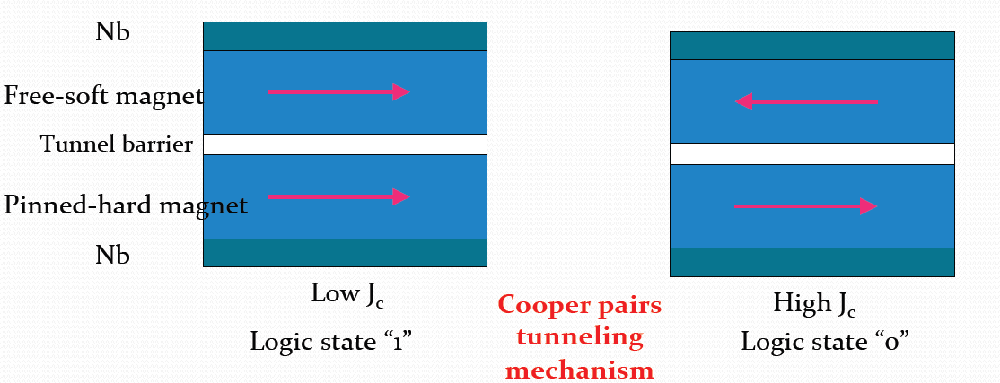 Nb
Free-soft magnet
Tunnel barrier
Pinned-hard magnet
Nb
Low Jc
Logic state “1”
Cooper pairs
tunneling
mechanism
High Jc
Logic state “0”